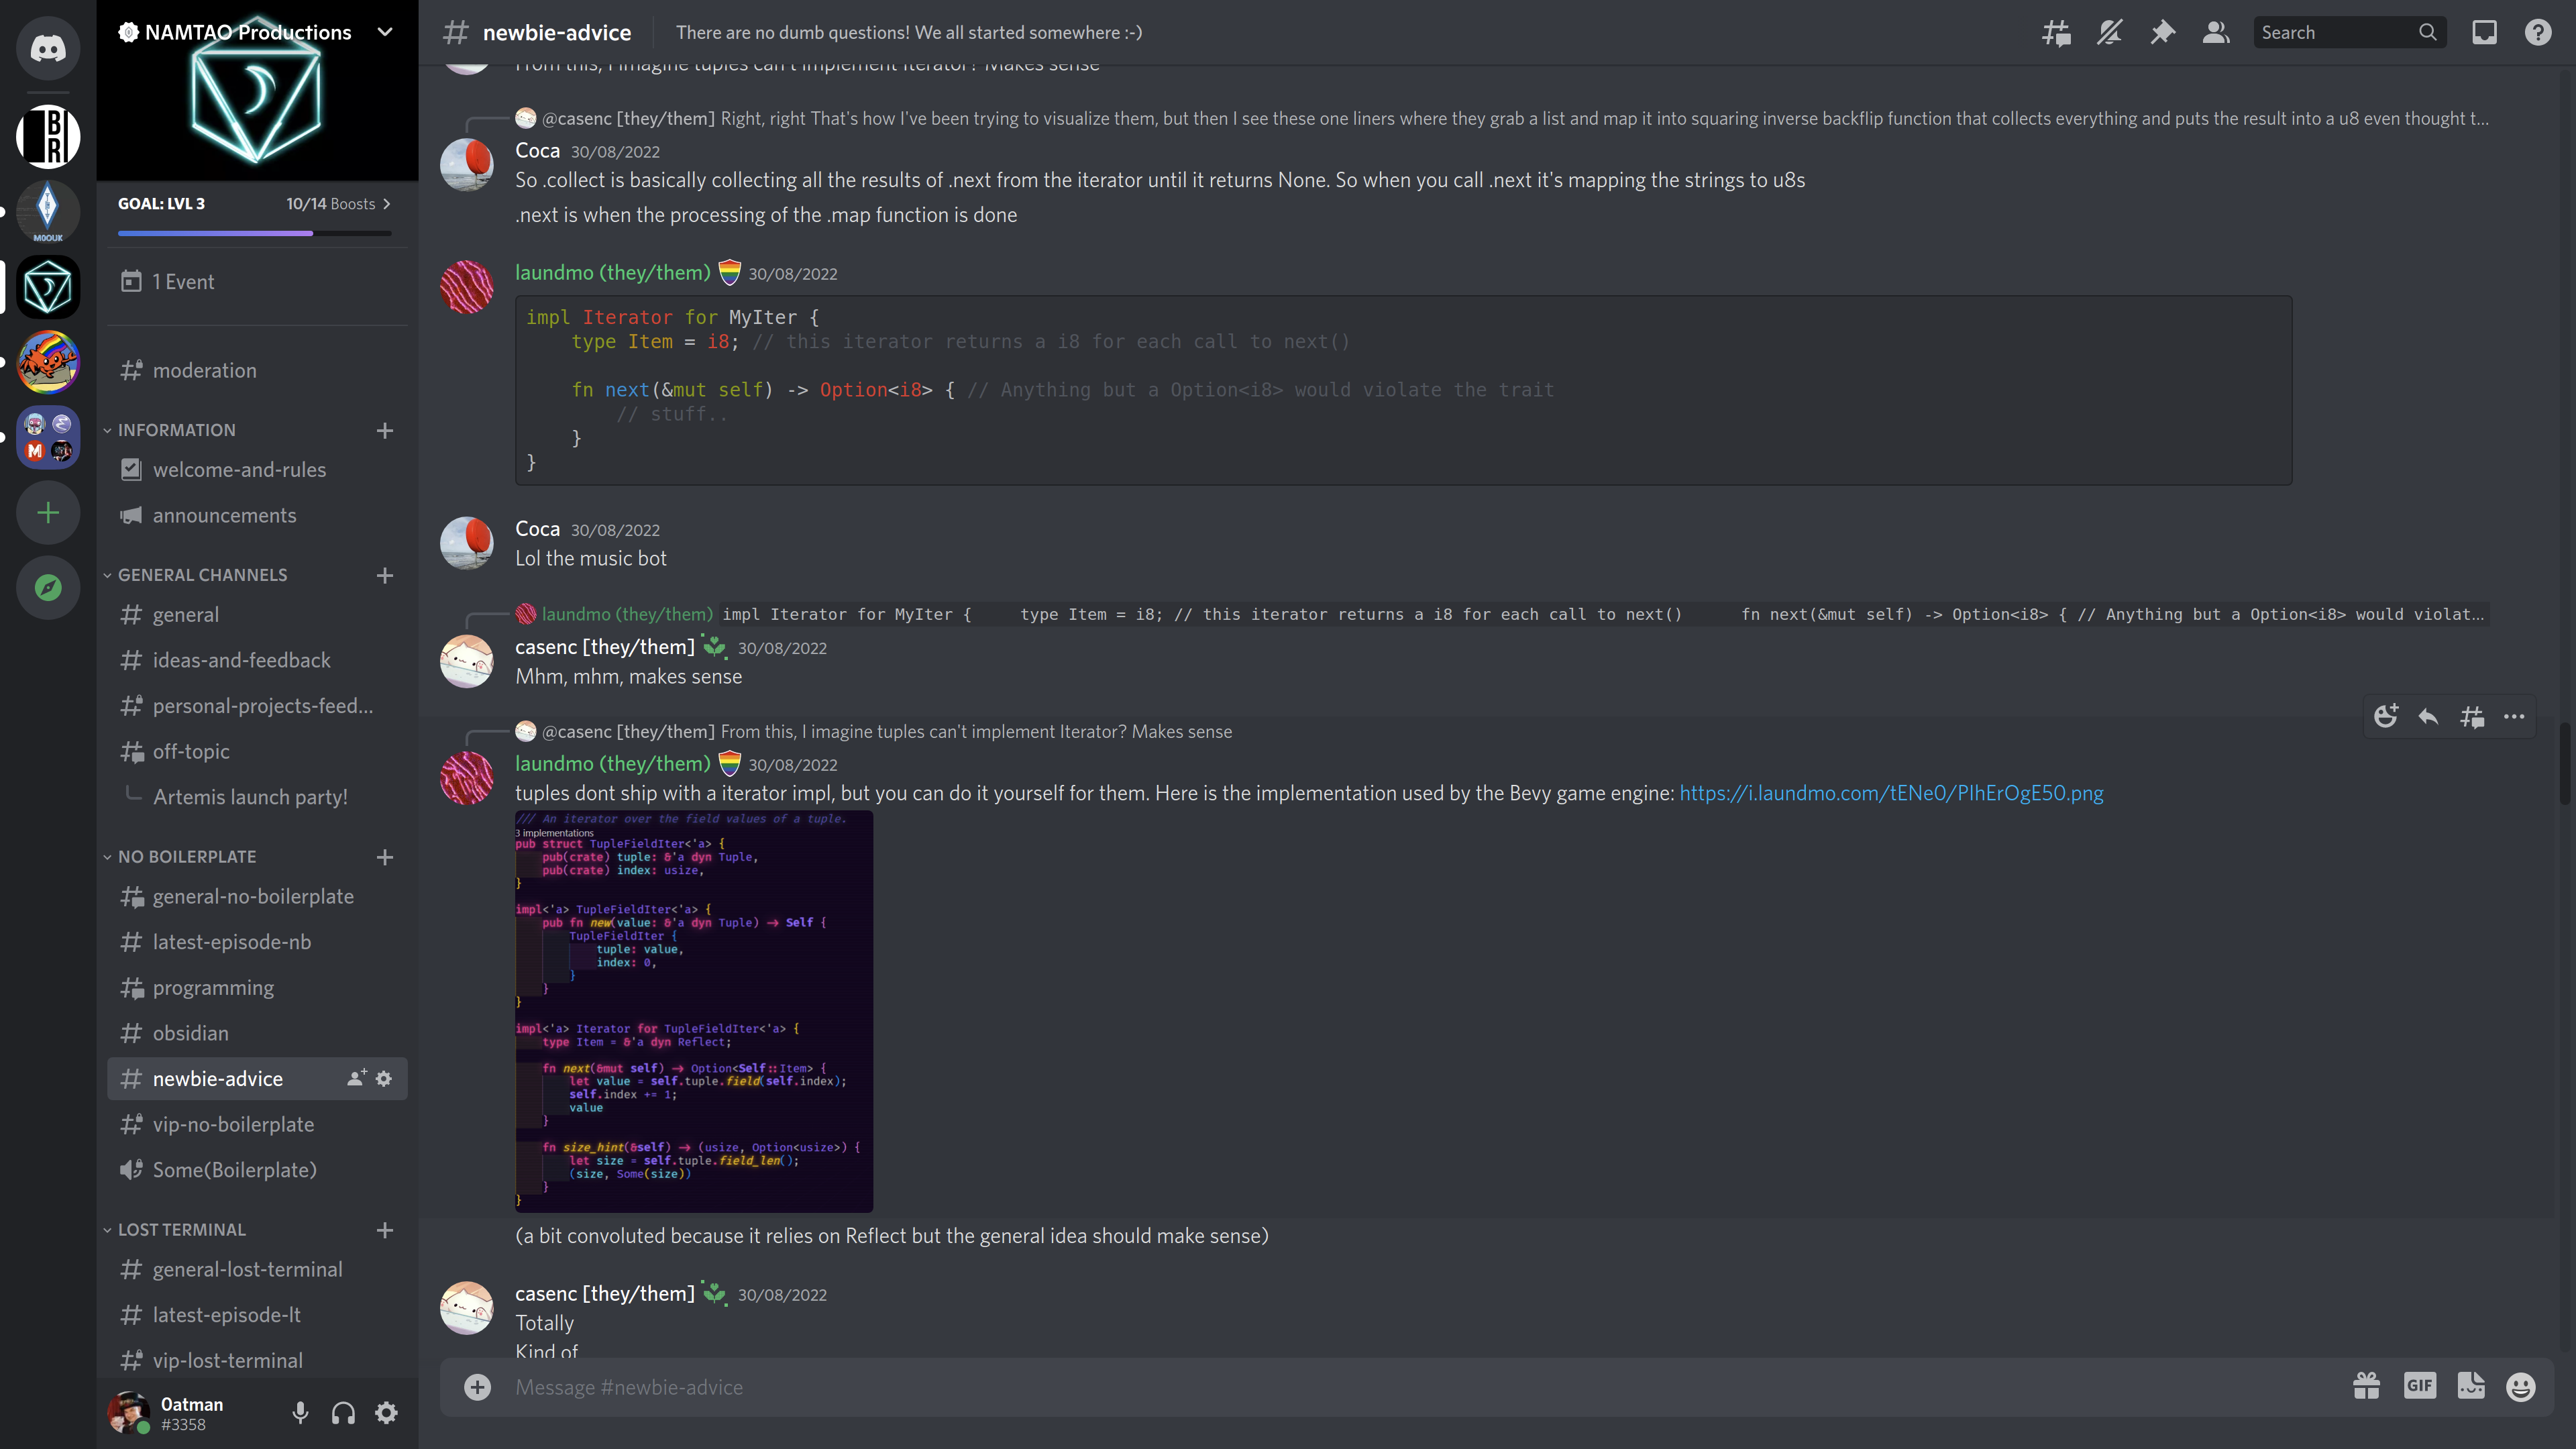 NAMTAO Productions
GOAL: LVL 3
10/14 Boosts
1 Event
moderation
INFORMATION
welcome-and-rules
announcements
GENERAL CHANNELS
general
ideas-and-feedback
personal-projects-feed...
off-topic
Artemis launch party!
NO BOILERPLATE
general-no-boilerplate
latest-episode-nb
programming
obsidian
newbie-advice
vip-no-boilerplate
Some(Boilerplate)
LOST TERMINAL
general-lost-terminal
latest-episode-lt
vip-lost-terminal
0atman
#3358
BR
M0OUK
M
newbie-advice
There are no dumb questions! We all started somewhere :-)
Search
From this, I imagine tuples can't implement Iterator? Makes sense
@casenc [they/them] Right, right That's how I've been trying to visualize them, but then I see these one liners where they grab a list and map it into squaring inverse backflip function that collects everything and puts the result into a u8 even thought t...
Coca 30/08/2022
So .collect is basically collecting all the results of .next from the iterator until it returns None. So when you call .next it's mapping the strings to u8s
.next is when the processing of the .map function is done
laundmo (they/them) 30/08/2022
impl Iterator for MyIter {
type Item = i8; // this iterator returns a i8 for each call to next()
fn next(&mut self) -> Option<i8> { // Anything but a Option<i8> would violate the trait
// stuff..
}
}
Coca 30/08/2022
Lol the music bot
laundmo (they/them) impl Iterator for MyIter { type Item = i8; // this iterator returns a i8 for each call to next() fn next(&mut self) -> Option<i8> { // Anything but a Option<i8> would violat...
casenc [they/them] 30/08/2022
Mhm, mhm, makes sense
@casenc [they/them] From this, I imagine tuples can't implement Iterator? Makes sense
laundmo (they/them) 30/08/2022
tuples dont ship with a iterator impl, but you can do it yourself for them. Here is the implementation used by the Bevy game engine: https://i.laundmo.com/tENe0/PIhErOgE50.png
/// An iterator over the field values of a tuple.
3 implementations
pub struct TupleFieldIter<'a> {
pub(crate) tuple: &'a dyn Tuple,
pub(crate) index: usize,
}
impl<'a> TupleFieldIter<'a> {
pub fn new(value: &'a dyn Tuple) → Self {
TupleFieldIter {
tuple: value,
index: 0,
}
}
}
impl<'a> Iterator for TupleFieldIter<'a> {
type Item = &'a dyn Reflect;
fn next(&mut self) → Option<Self::Item> {
let value = self.tuple.field(self.index);
self.index += 1;
value
}
fn size_hint(&self) → (usize, Option<usize>) {
let size = self.tuple.field_len();
(size, Some(size))
}
}
(a bit convoluted because it relies on Reflect but the general idea should make sense)
casenc [they/them] 30/08/2022
Totally
Kind of
Message #newbie-advice
GIF